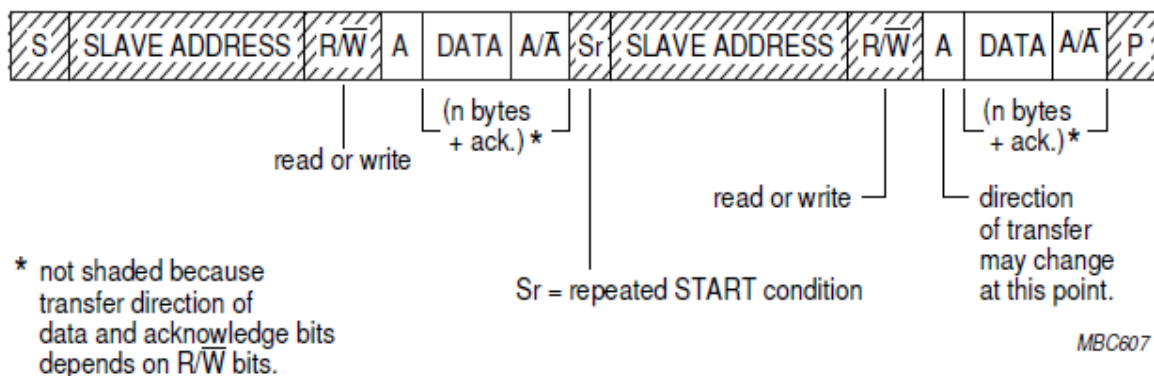 S SLAVE ADDRESS R/W̅ A DATA A/A̅ Sr SLAVE ADDRESS R/W̅ A DATA A/A̅ P
(n bytes
+ ack.) *
(n bytes
+ ack.)*
read or write
read or write
direction
of transfer
may change
at this point.
Sr = repeated START condition
* not shaded because
transfer direction of
data and acknowledge bits
depends on R/W̅ bits.
MBC607